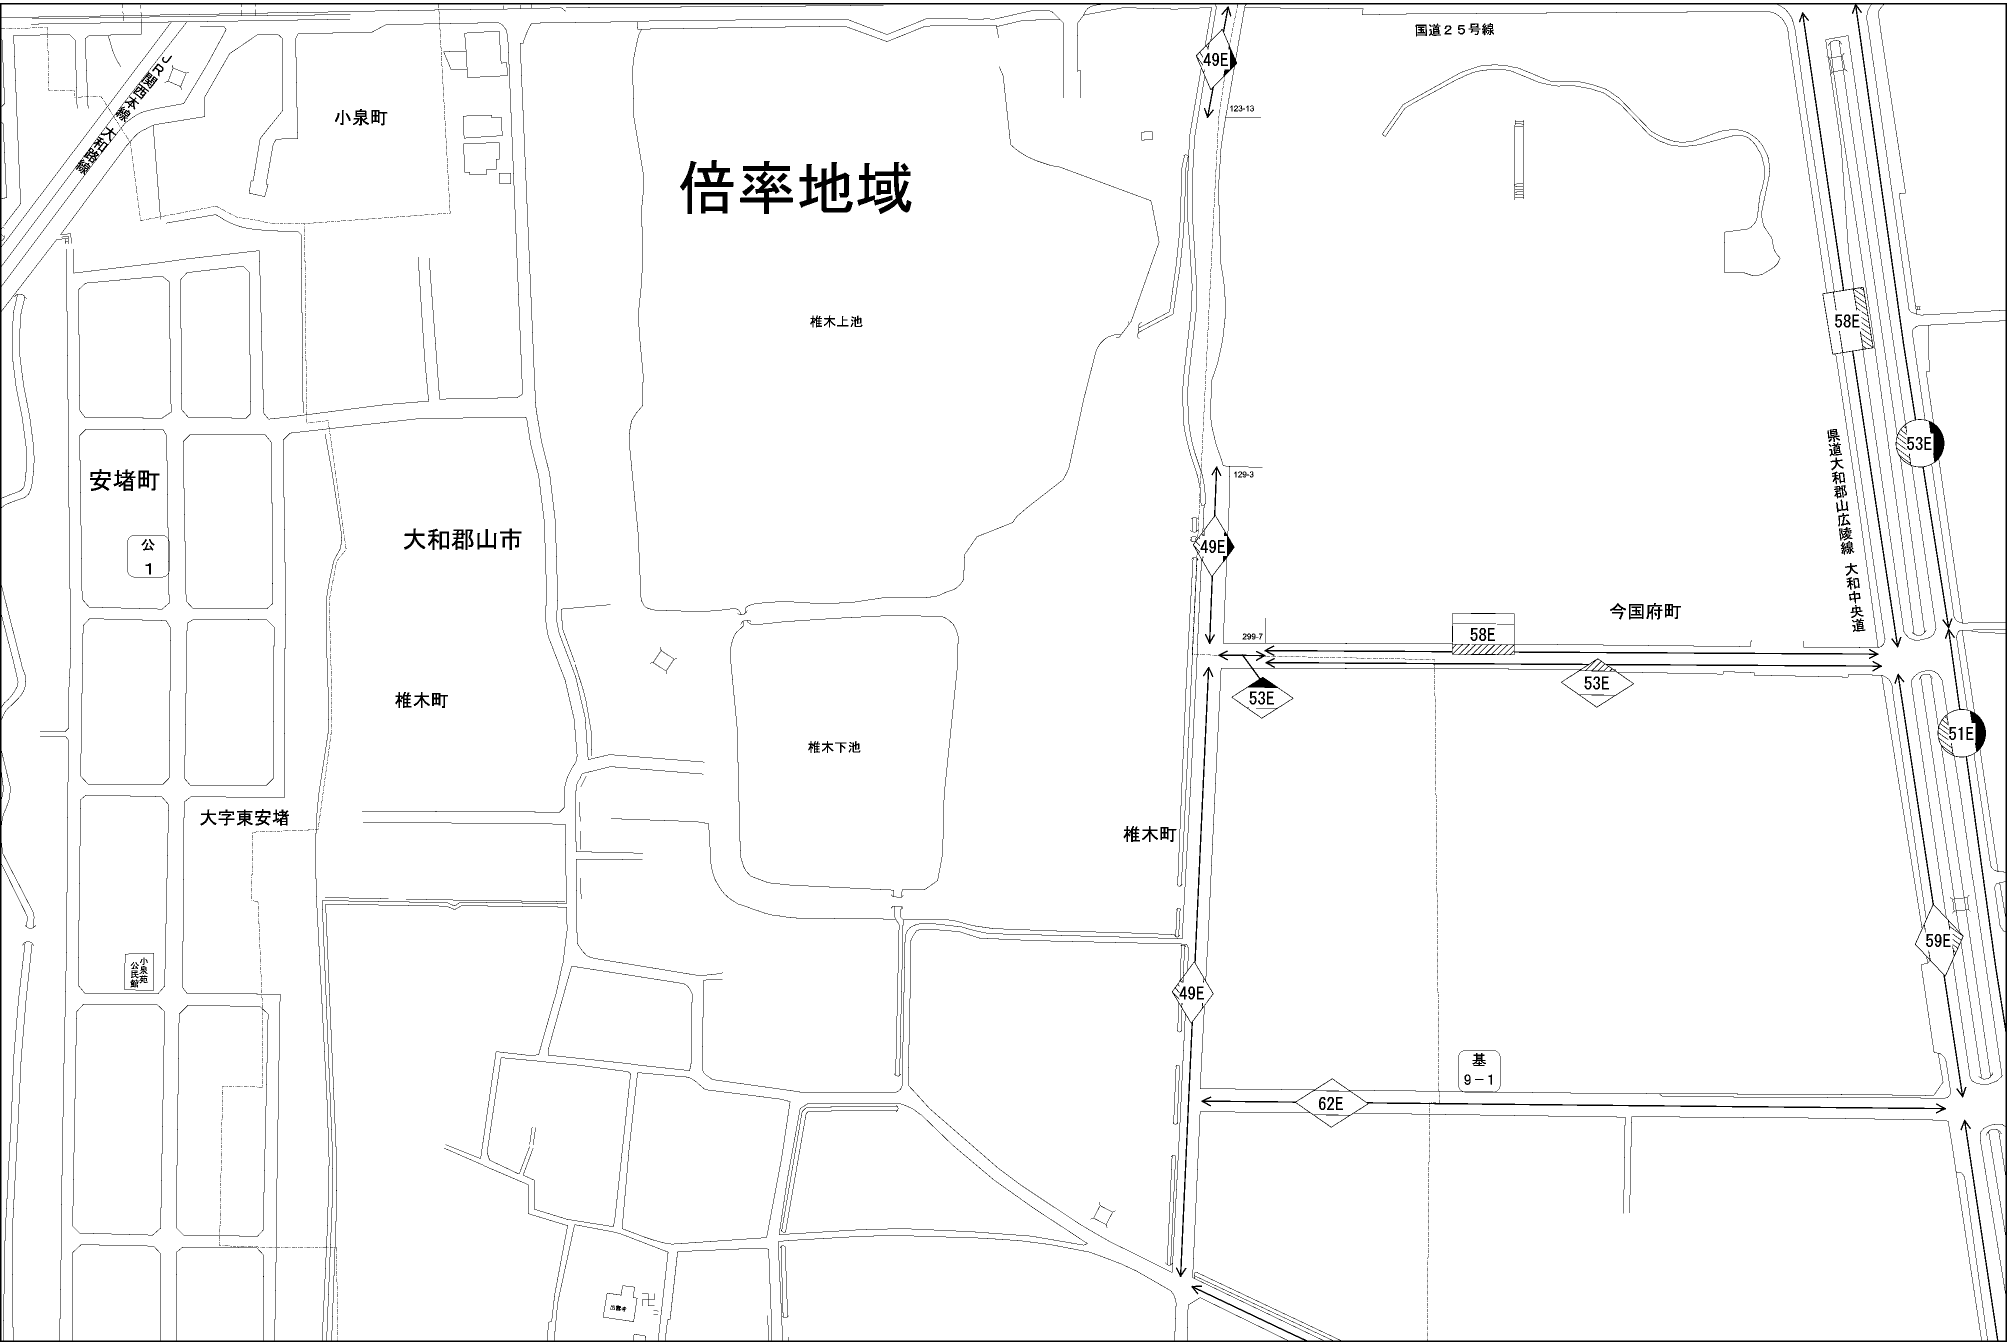 国道２５号線
49E
ＪＲ関西本線　大和路線
小泉町
123-13
倍率地域
椎木上池
58E
53E
県道大和郡山広陵線　大和中央道
安堵町
129-3
大和郡山市
公
1
49E
今国府町
299-7
58E
53E
53E
椎木町
51E
椎木下池
大字東安堵
椎木町
59E
小泉苑
公民館
49E
基
９－１
62E